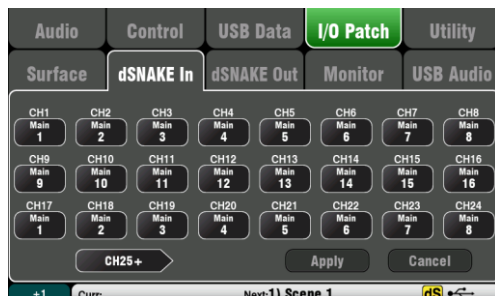 Audio Control USB Data I/O Patch Utility
Surface dSNAKE In dSNAKE Out Monitor USB Audio
CH1 CH2 CH3 CH4 CH5 CH6 CH7 CH8
Main Main Main Main Main Main Main Main
1 2 3 4 5 6 7 8
CH9 CH10 CH11 CH12 CH13 CH14 CH15 CH16
Main Main Main Main Main Main Main Main
9 10 11 12 13 14 15 16
CH17 CH18 CH19 CH20 CH21 CH22 CH23 CH24
Main Main Main Main Main Main Main Main
1 2 3 4 5 6 7 8
CH25+ Apply Cancel
+1 Curr: Next:1) Scene 1 dS